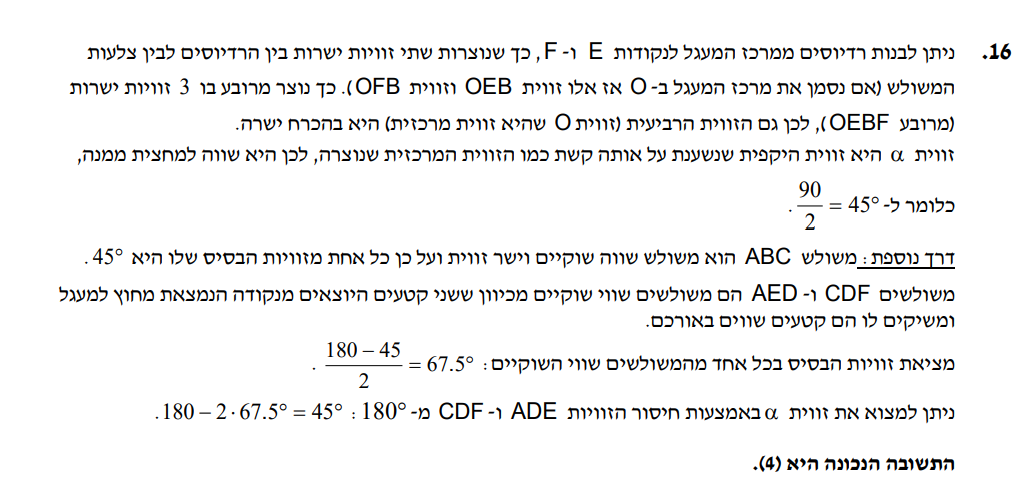 16. ניתן לבנות רדיוסים ממרכז המעגל לנקודות E ו- F, כך שנוצרות שתי זוויות ישרות בין הרדיוסים לבין צלעות
המשולש (אם נסמן את מרכז המעגל ב- O אז אלו זווית OEB וזווית OFB). כך נוצר מרובע בו 3 זוויות ישרות
(מרובע OEBF), לכן גם הזווית הרביעית (זווית O שהיא זווית מרכזית) היא בהכרח ישרה.
זווית α היא זווית היקפית שנשענת על אותה קשת כמו הזווית המרכזית שנוצרה, לכן היא שווה למחצית ממנה,
כלומר ל- 90/2 = 45°.
דרך נוספת: משולש ABC הוא משולש שווה שוקיים וישר זווית ועל כן כל אחת מזוויות הבסיס שלו היא 45°.
משולשים CDF ו- AED הם משולשים שווי שוקיים מכיוון ששני קטעים היוצאים מנקודה הנמצאת מחוץ למעגל
ומשיקים לו הם קטעים שווים באורכם.
מציאת זוויות הבסיס בכל אחד מהמשולשים שווי השוקיים: (180 – 45)/2 = 67.5°.
ניתן למצוא את זווית α באמצעות חיסור הזוויות ADE ו- CDF מ- 180°: 180 – 2 · 67.5° = 45°.
התשובה הנכונה היא (4).